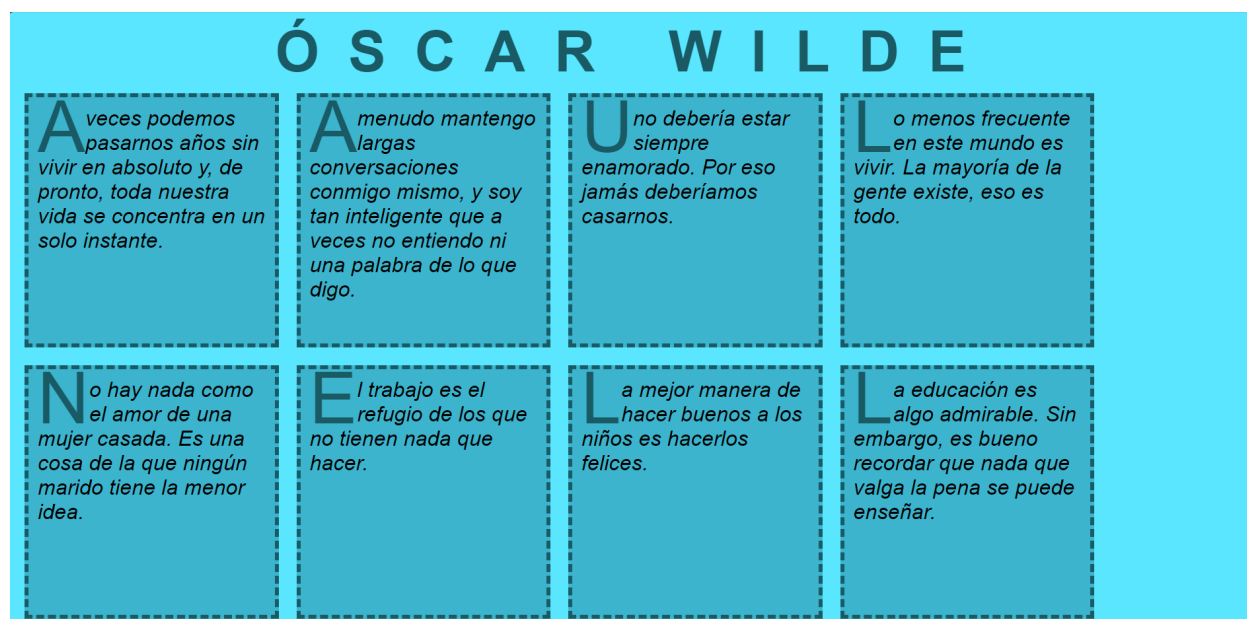 ÓSCAR WILDE
A veces podemos
pasarnos años sin
vivir en absoluto y, de
pronto, toda nuestra
vida se concentra en un
solo instante.
A menudo mantengo
largas
conversaciones
conmigo mismo, y soy
tan inteligente que a
veces no entiendo ni
una palabra de lo que
digo.
Uno debería estar
siempre
enamorado. Por eso
jamás deberíamos
casarnos.
Lo menos frecuente
en este mundo es
vivir. La mayoría de la
gente existe, eso es
todo.
No hay nada como
el amor de una
mujer casada. Es una
cosa de la que ningún
marido tiene la menor
idea.
El trabajo es el
refugio de los que
no tienen nada que
hacer.
La mejor manera de
hacer buenos a los
niños es hacerlos
felices.
La educación es
algo admirable. Sin
embargo, es bueno
recordar que nada que
valga la pena se puede
enseñar.